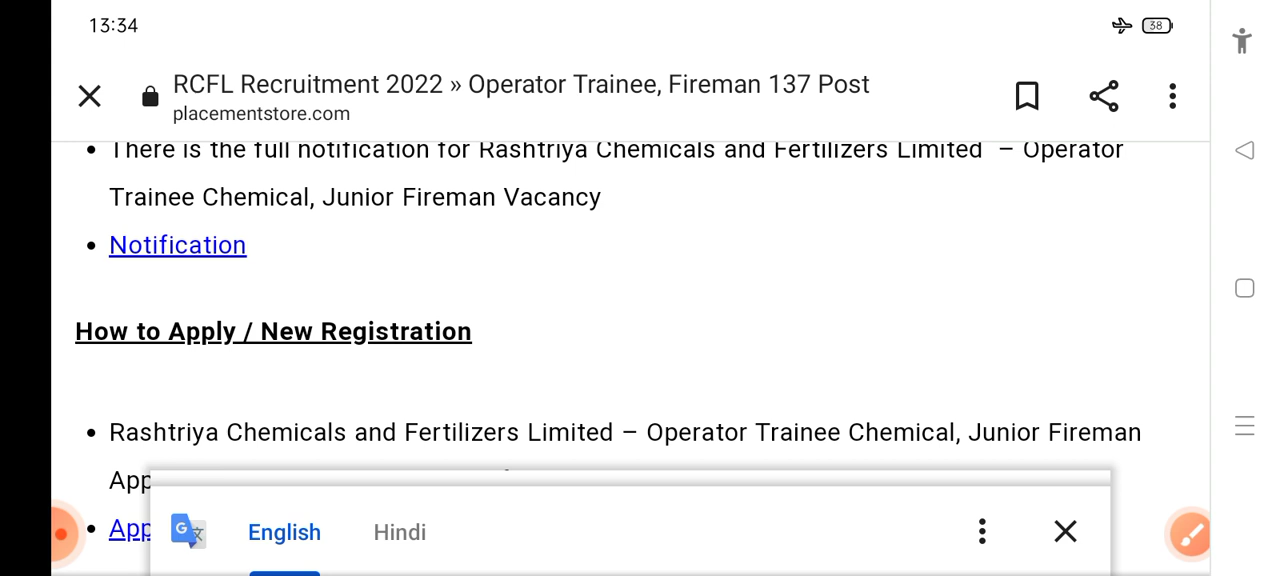 13:34
38
RCFL Recruitment 2022 » Operator Trainee, Fireman 137 Post
placementstore.com
There is the full notification for Rashtriya Chemicals and Fertilizers Limited – Operator
Trainee Chemical, Junior Fireman Vacancy
Notification
How to Apply / New Registration
Rashtriya Chemicals and Fertilizers Limited – Operator Trainee Chemical, Junior Fireman
App
App
English Hindi